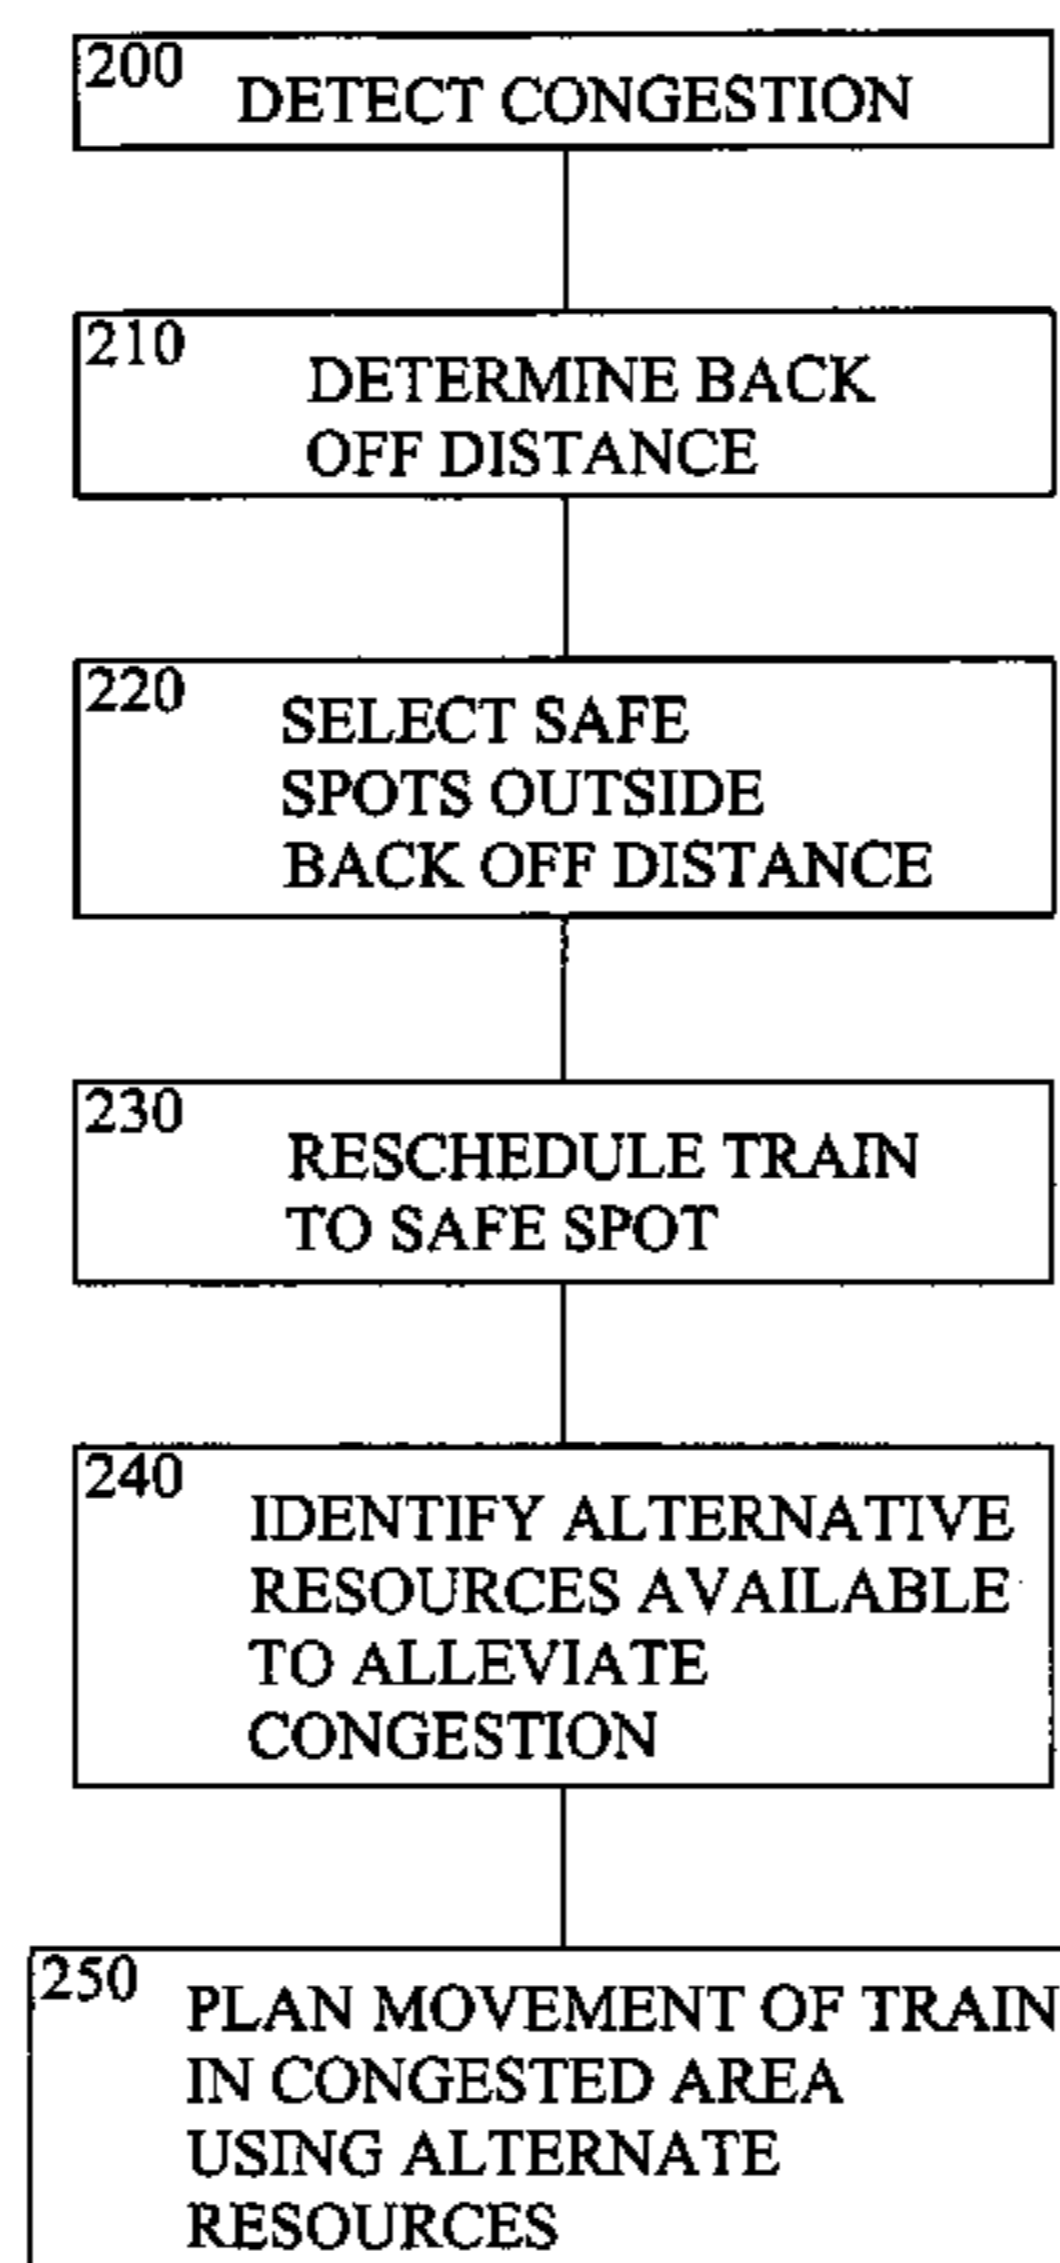 200
DETECT CONGESTION
210
DETERMINE BACK
OFF DISTANCE
220
SELECT SAFE
SPOTS OUTSIDE
BACK OFF DISTANCE
230
RESCHEDULE TRAIN
TO SAFE SPOT
240
IDENTIFY ALTERNATIVE
RESOURCES AVAILABLE
TO ALLEVIATE
CONGESTION
250
PLAN MOVEMENT OF TRAIN
IN CONGESTED AREA
USING ALTERNATE
RESOURCES